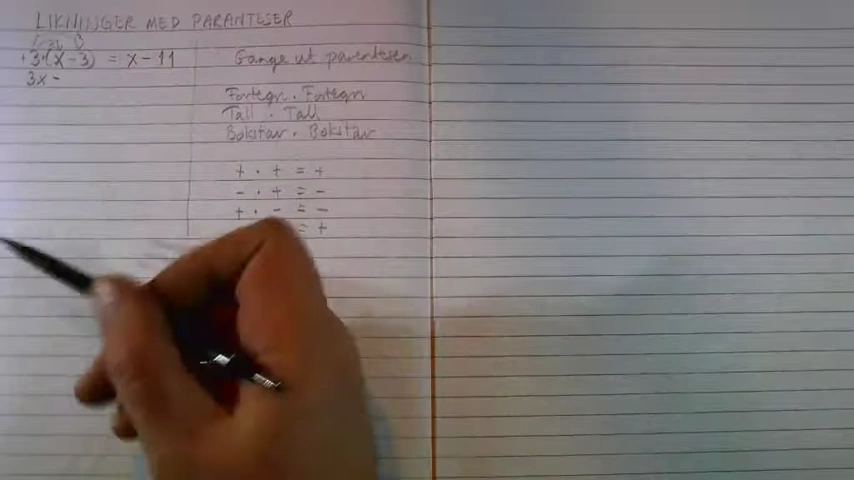 LIKNINGER MED PARANTESER
+3·(x-3) = x-11
3x-
Gange ut parentesen
Fortegn · Fortegn
Tall · Tall
Bokstav · Bokstav
+ · + = +
- · + = -
+ · - = -
= +